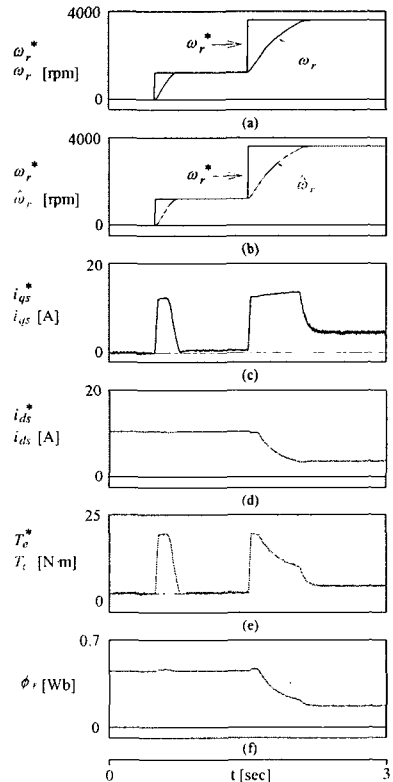 4000
ω_r^*
ω_r [rpm]
ω_r^*
ω_r
0
(a)
4000
ω_r^*
ω̂_r [rpm]
ω_r^*
ω̂_r
0
(b)
20
i_qs^*
i_qs [A]
0
(c)
20
i_ds^*
i_ds [A]
0
(d)
25
T_e^*
[N·m]
0
(e)
0.7
ϕ_r [Wb]
0
(f)
0 t [sec] 3